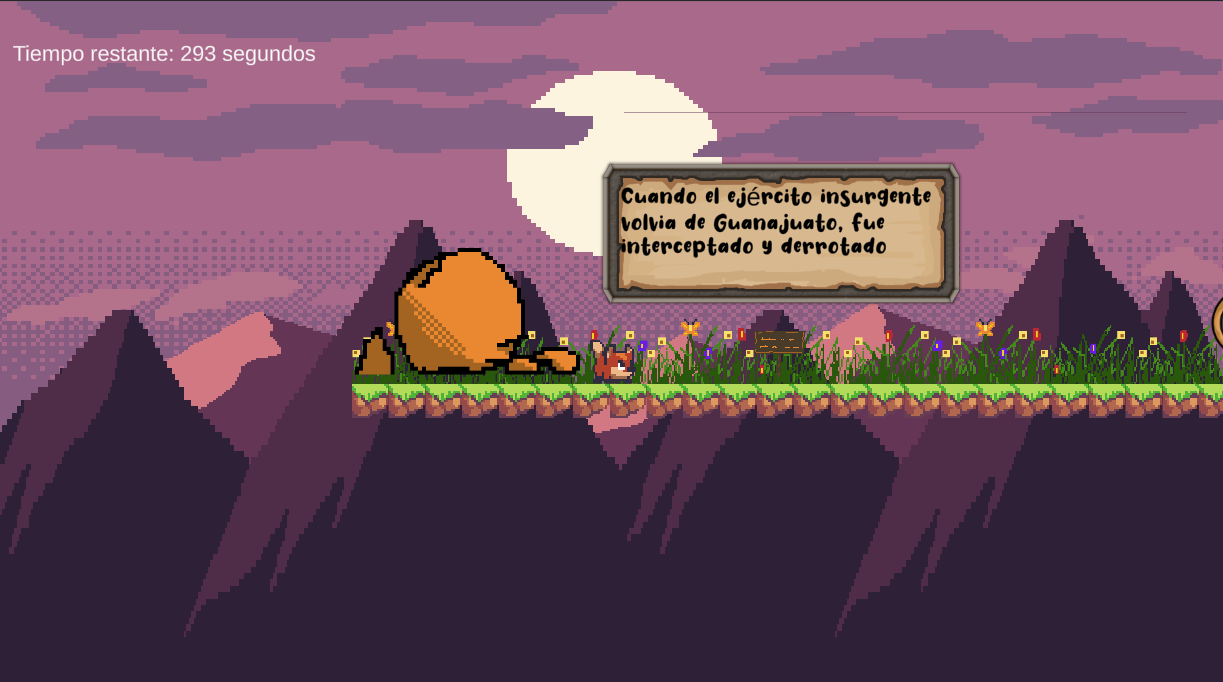 Tiempo restante: 293 segundos
Cuando el ejército insurgente
volvia de Guanajuato, fue
interceptado y derrotado